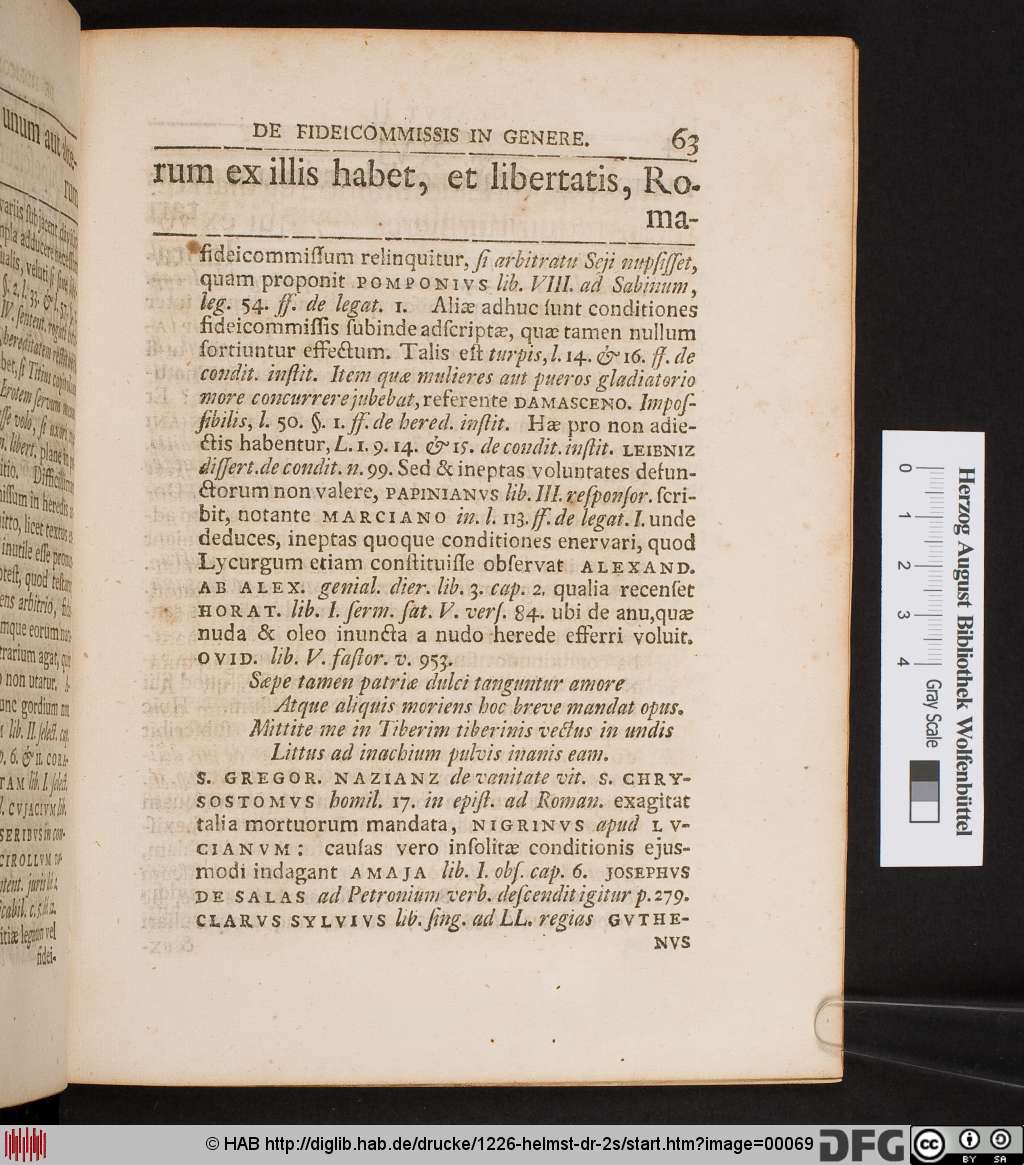 unum aut alte-
rum
DE FIDEICOMMISSIS IN GENERE. 63
rum ex illis habet, et libertatis, Ro-
ma-
fideicommiſſum relinquitur, ſi arbitratu Seji nupſiſſet,
quam proponit POMPONIVS lib. VIII. ad Sabinum,
leg. 54. ff. de legat. 1. Aliæ adhuc ſunt conditiones
fideicommiſſis ſubinde adſcriptæ, quæ tamen nullum
ſortiuntur effectum. Talis eſt turpis, l. 14. & 16. ff. de
condit. inſtit. Item quæ mulieres aut pueros gladiatorio
more concurrere jubebat, referente DAMASCENO. Impoſ-
ſibilis, l. 50. §. 1. ff. de hered. inſtit. Hæ pro non adie-
ctis habentur, L. 1. 9. 14. & 15. de condit. inſtit. LEIBNIZ
diſſert. de condit. n. 99. Sed & ineptas voluntates defun-
ctorum non valere, PAPINIANVS lib. III. reſponſor. ſcri-
bit, notante MARCIANO in. l. 113. ff. de legat. I. unde
deduces, ineptas quoque conditiones enervari, quod
Lycurgum etiam conſtituiſſe obſervat ALEXAND.
AB ALEX. genial. dier. lib. 3. cap. 2. qualia recenſet
HORAT. lib. I. ſerm. ſat. V. verſ. 84. ubi de anu, quæ
nuda & oleo inuncta a nudo herede efferri voluit.
OVID. lib. V. faſtor. v. 953.
Sæpe tamen patriæ dulci tanguntur amore
Atque aliquis moriens hoc breve mandat opus.
Mittite me in Tiberim tiberinis vectus in undis
Littus ad inachium pulvis inanis eam.
S. GREGOR. NAZIANZ de vanitate vit. S. CHRY-
SOSTOMVS homil. 17. in epiſt. ad Roman. exagitat
talia mortuorum mandata, NIGRINVS apud LV-
CIANVM: cauſas vero inſolitæ conditionis ejus-
modi indagant AMAJA lib. I. obſ. cap. 6. JOSEPHVS
DE SALAS ad Petronium verb. deſcendit igitur p. 279.
CLARVS SYLVIVS lib. ſing. ad LL. regias GVTHE-
NVS
fidei-
0 1 2 3 4
Gray Scale
Herzog August Bibliothek Wolfenbüttel
© HAB http://diglib.hab.de/drucke/1226-helmst-dr-2s/start.htm?image=00069
DFG
cc BY SA